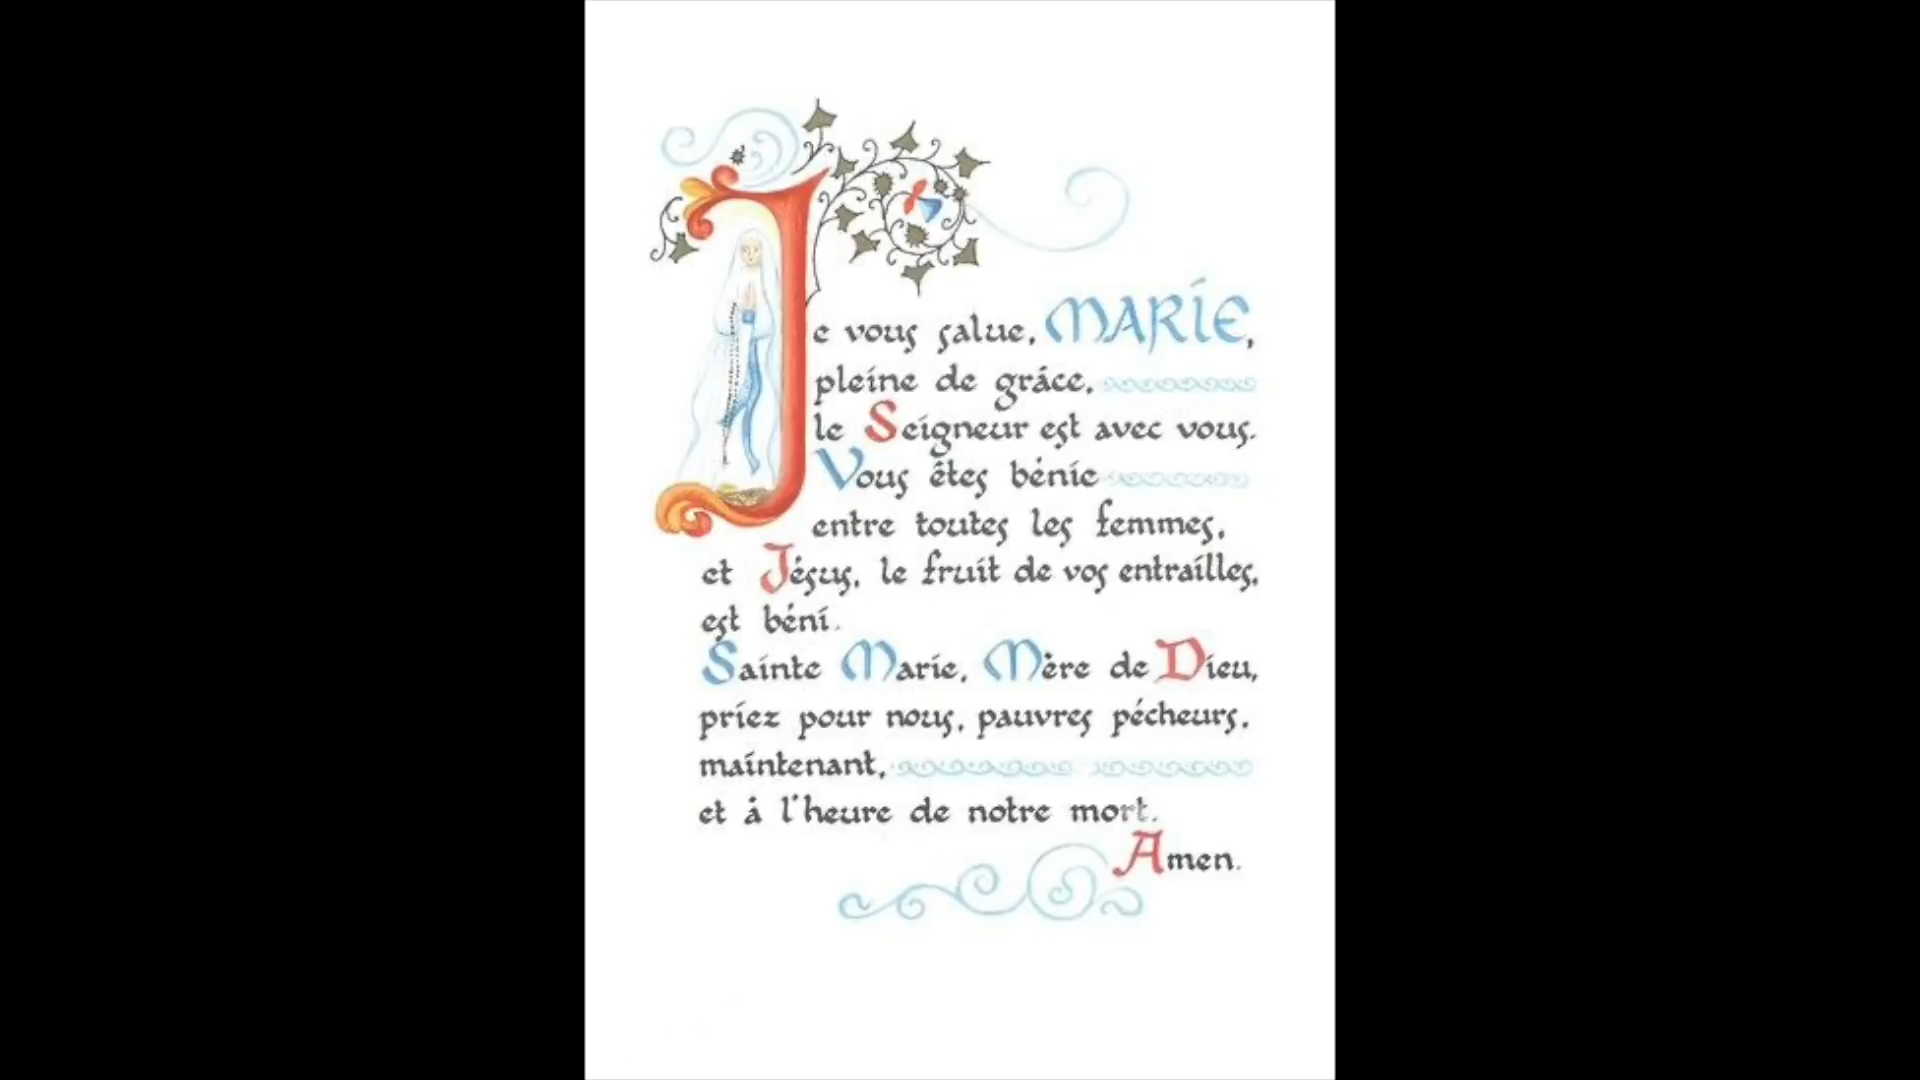 Je vous salue, MARIE,
pleine de grâce,
le Seigneur est avec vous.
Vous êtes bénie
entre toutes les femmes,
et Jésus, le fruit de vos entrailles,
est béni.
Sainte Marie, Mère de Dieu,
priez pour nous, pauvres pécheurs,
maintenant,
et à l'heure de notre mort.
Amen.